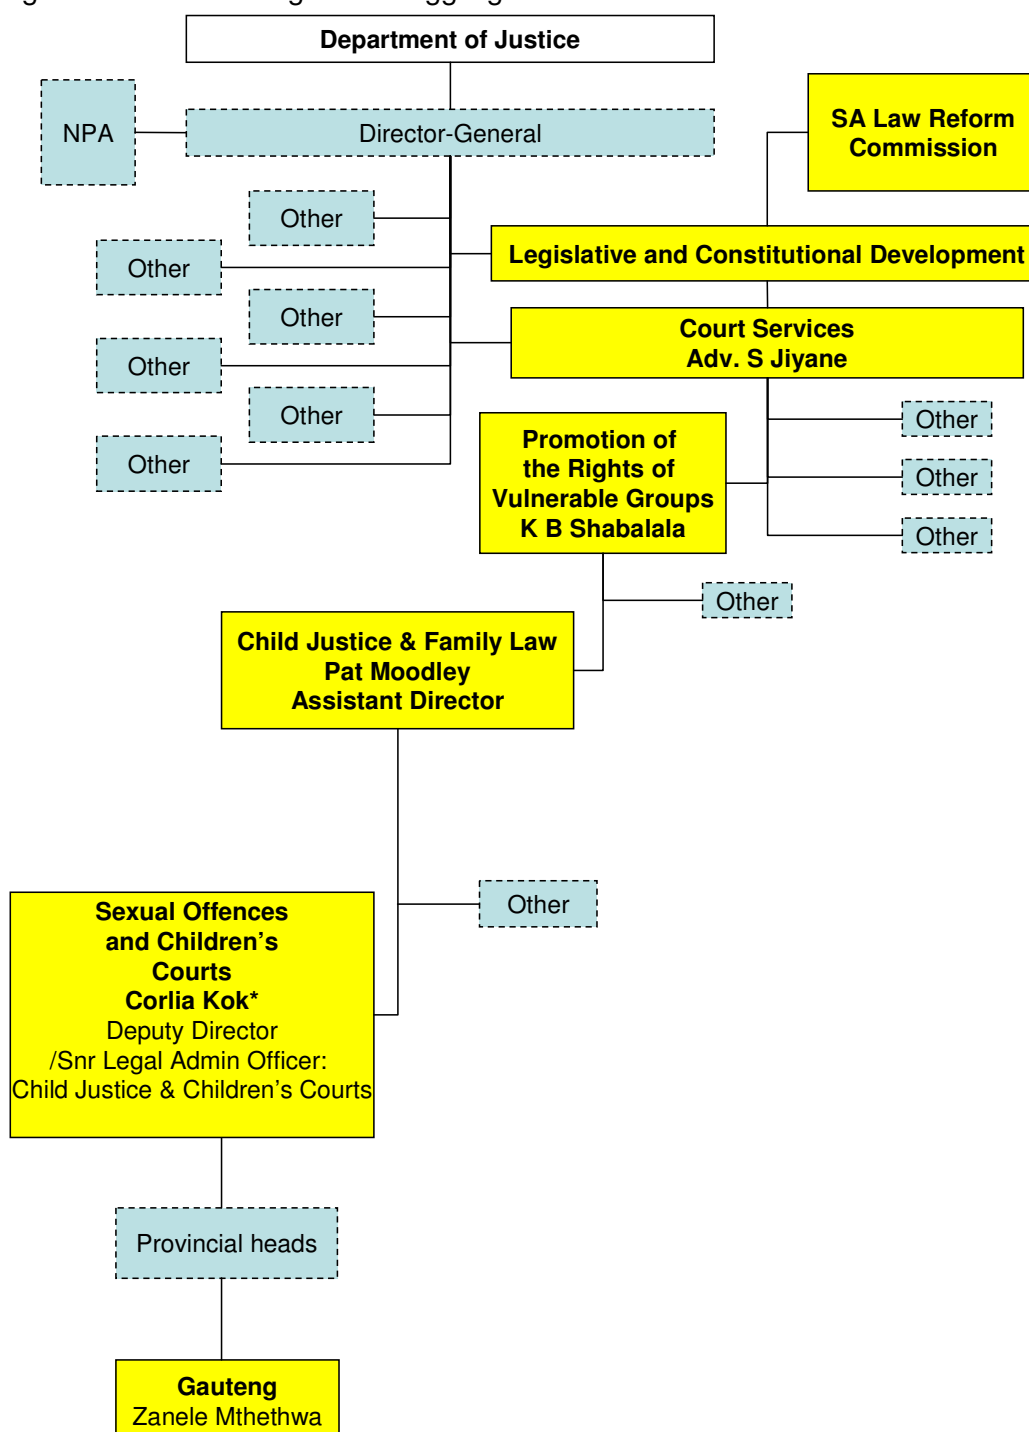 Department of Justice
NPA
Director-General
SA Law Reform
Commission
Other
Legislative and Constitutional Development
Other
Other
Court Services
Adv. S Jiyane
Other
Other
Other
Promotion of
the Rights of
Vulnerable Groups
K B Shabalala
Other
Other
Other
Other
Child Justice & Family Law
Pat Moodley
Assistant Director
Other
Sexual Offences
and Children's
Courts
Corlia Kok*
Deputy Director
/Snr Legal Admin Officer:
Child Justice & Children's Courts
Provincial heads
Gauteng
Zanele Mthethwa